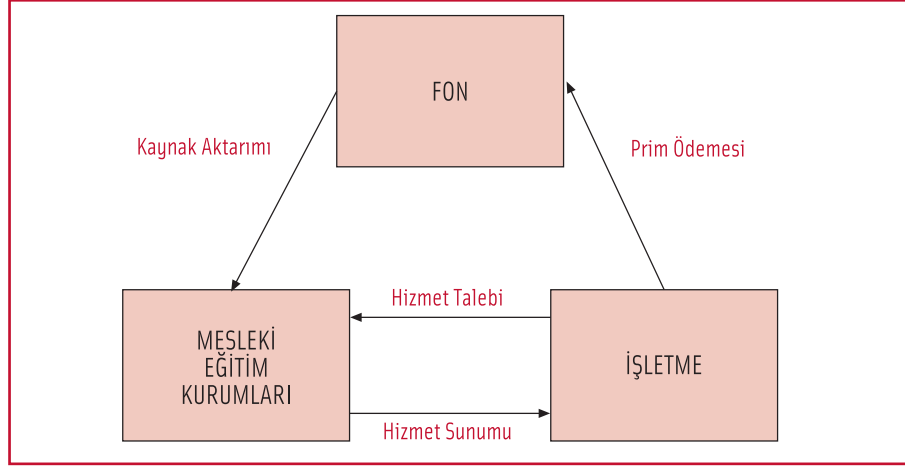 FON
Kaynak Aktarımı
Prim Ödemesi
Hizmet Talebi
MESLEKİ
EĞİTİM
KURUMLARI
İŞLETME
Hizmet Sunumu